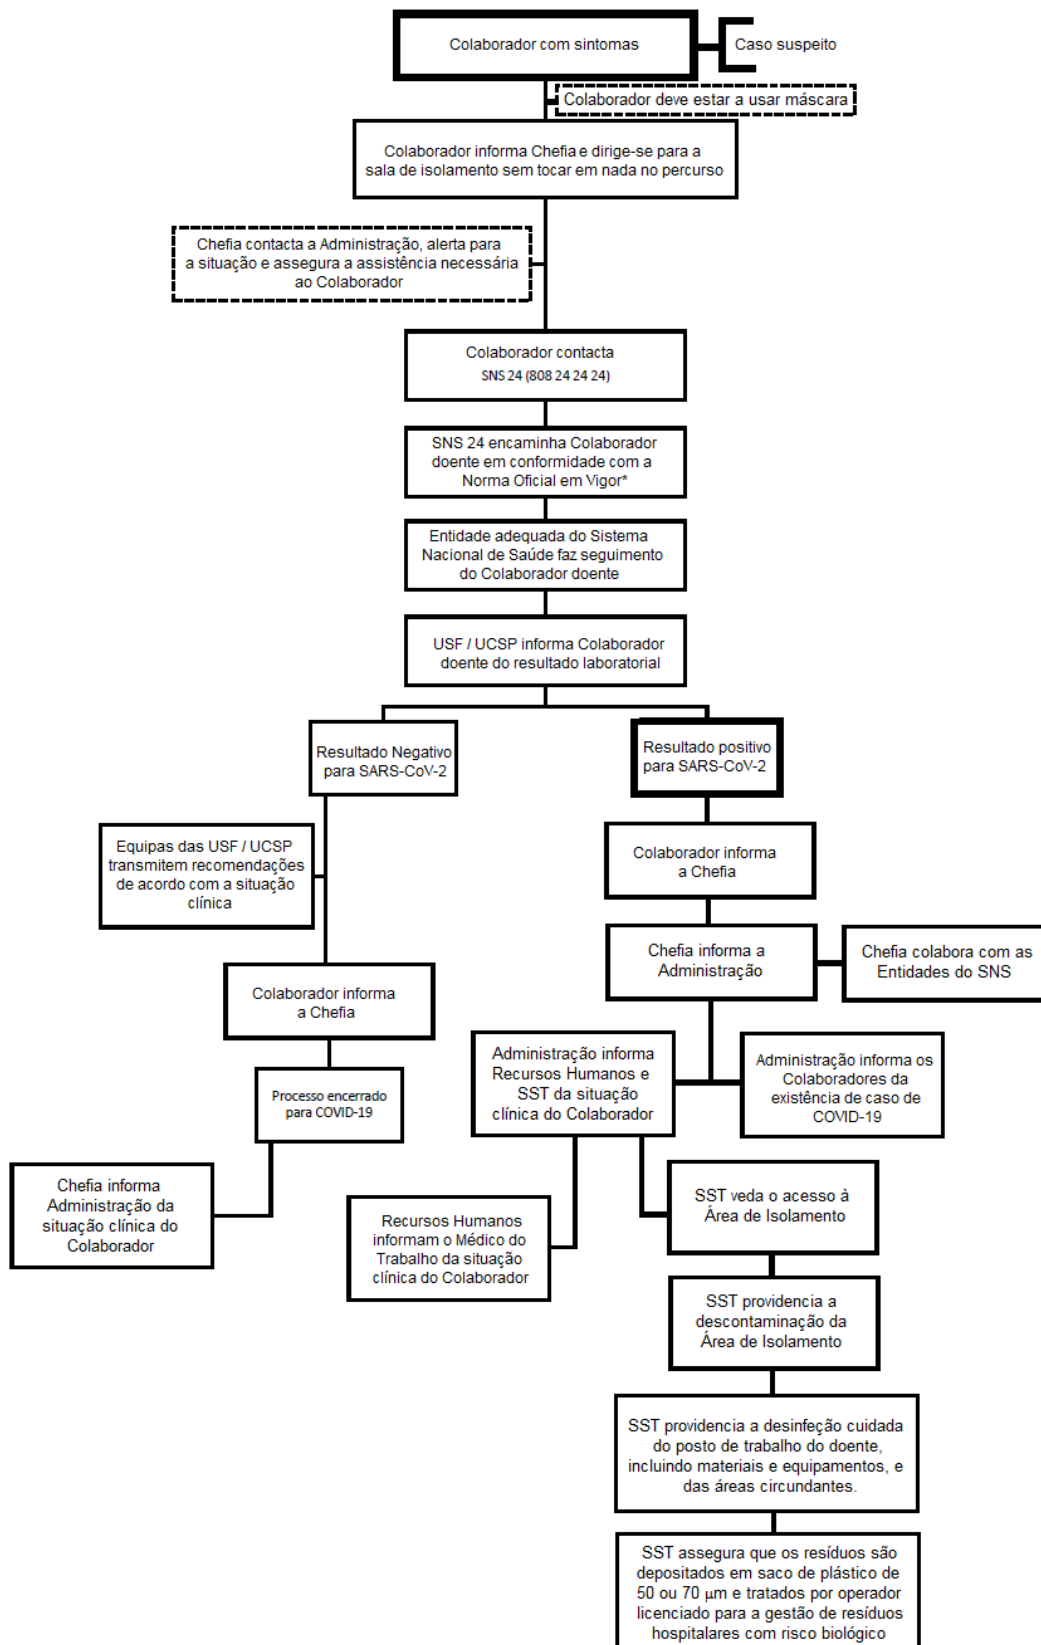 Colaborador com sintomas
Caso suspeito
Colaborador deve estar a usar máscara
Colaborador informa Chefia e dirige-se para a
sala de isolamento sem tocar em nada no percurso
Chefia contacta a Administração, alerta para
a situação e assegura a assistência necessária
ao Colaborador
Colaborador contacta
SNS 24 (808 24 24 24)
SNS 24 encaminha Colaborador
doente em conformidade com a
Norma Oficial em Vigor*
Entidade adequada do Sistema
Nacional de Saúde faz seguimento
do Colaborador doente
USF / UCSP informa Colaborador
doente do resultado laboratorial
Resultado Negativo
para SARS-CoV-2
Resultado positivo
para SARS-CoV-2
Equipas das USF / UCSP
transmitem recomendações
de acordo com a situação
clínica
Colaborador informa
a Chefia
Chefia informa a
Administração
Chefia colabora com as
Entidades do SNS
Colaborador informa
a Chefia
Administração informa
Recursos Humanos e
SST da situação
clínica do Colaborador
Administração informa os
Colaboradores da
existência de caso de
COVID-19
Processo encerrado
para COVID-19
Chefia informa
Administração da
situação clínica do
Colaborador
Recursos Humanos
informam o Médico do
Trabalho da situação
clínica do Colaborador
SST veda o acesso à
Área de Isolamento
SST providencia a
descontaminação da
Área de Isolamento
SST providencia a desinfeção cuidada
do posto de trabalho do doente,
incluindo materiais e equipamentos, e
das áreas circundantes.
SST assegura que os resíduos são
depositados em saco de plástico de
50 ou 70 µm e tratados por operador
licenciado para a gestão de resíduos
hospitalares com risco biológico